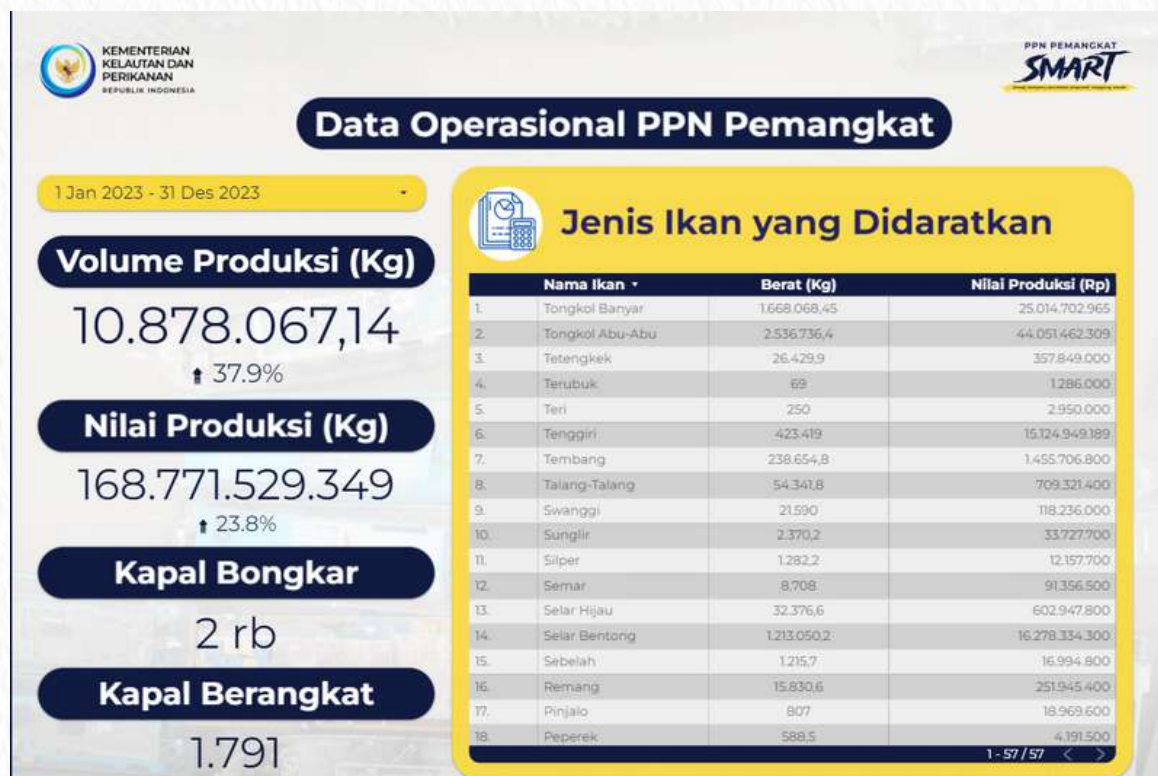 KEMENTERIAN
KELAUTAN DAN
PERIKANAN
REPUBLIK INDONESIA
PPN PEMANGKAT
SMART
Data Operasional PPN Pemangkat
1 Jan 2023 - 31 Des 2023
Volume Produksi (Kg)
10.878.067,14
37.9%
Nilai Produksi (Kg)
168.771.529.349
23.8%
Kapal Bongkar
2 rb
Kapal Berangkat
1.791
Jenis Ikan yang Didaratkan
Nama Ikan Berat (Kg) Nilai Produksi (Rp)
1. Tongkol Banyar 1.668.068,45 25.014.702.965
2. Tongkol Abu-Abu 2.536.736,4 44.051.462.309
3. Tetengkek 26.429,9 357.849.000
4. Terubuk 69 1.286.000
5. Teri 250 2.950.000
6. Tenggiri 423.419 15.124.949.189
7. Tembang 238.654,8 1.455.706.800
8. Talang-Talang 54.341,8 709.321.400
9. Swanggi 21.590 118.236.000
10. Sunglir 2.370,2 33.727.700
11. Silper 1.282,2 12.157.700
12. Semar 8.708 91.356.500
13. Selar Hijau 32.376,6 602.947.800
14. Selar Bentong 1.213.050,2 16.278.334.300
15. Sebelah 1.215,7 16.994.800
16. Remang 15.830,6 251.945.400
17. Pinjalo 807 18.969.600
18. Peperek 588,5 4.191.500
1 - 57 / 57 < >